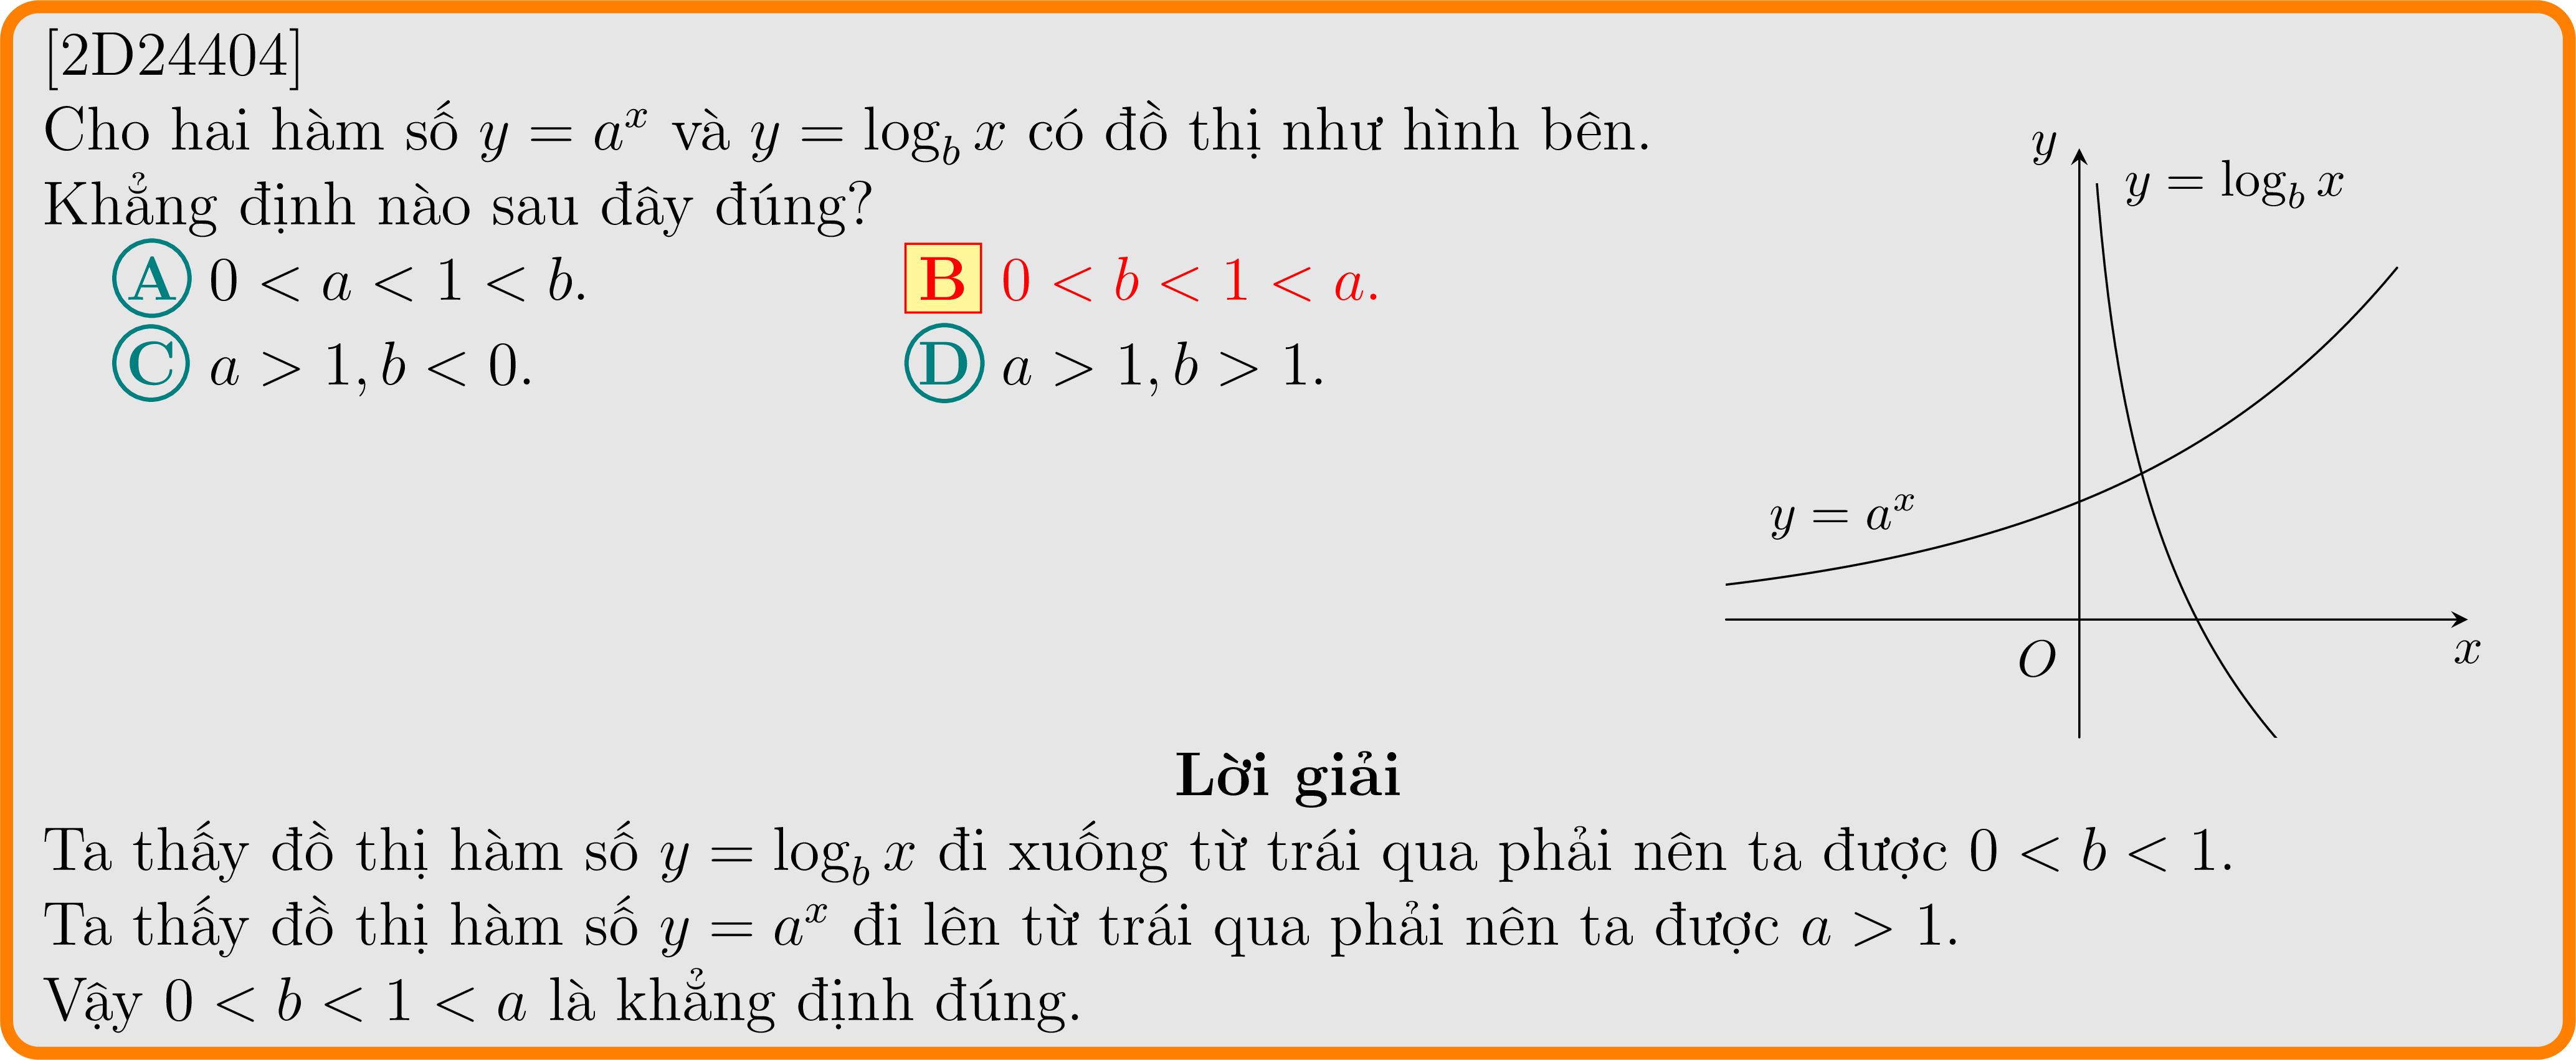 [2D24404]
Cho hai hàm số y = a^x và y = log_b x có đồ thị như hình bên.
Khẳng định nào sau đây đúng?
A 0 < a < 1 < b.
B 0 < b < 1 < a.
C a > 1, b < 0.
D a > 1, b > 1.
y
y = log_b x
y = a^x
O
x
Lời giải
Ta thấy đồ thị hàm số y = log_b x đi xuống từ trái qua phải nên ta được 0 < b < 1.
Ta thấy đồ thị hàm số y = a^x đi lên từ trái qua phải nên ta được a > 1.
Vậy 0 < b < 1 < a là khẳng định đúng.